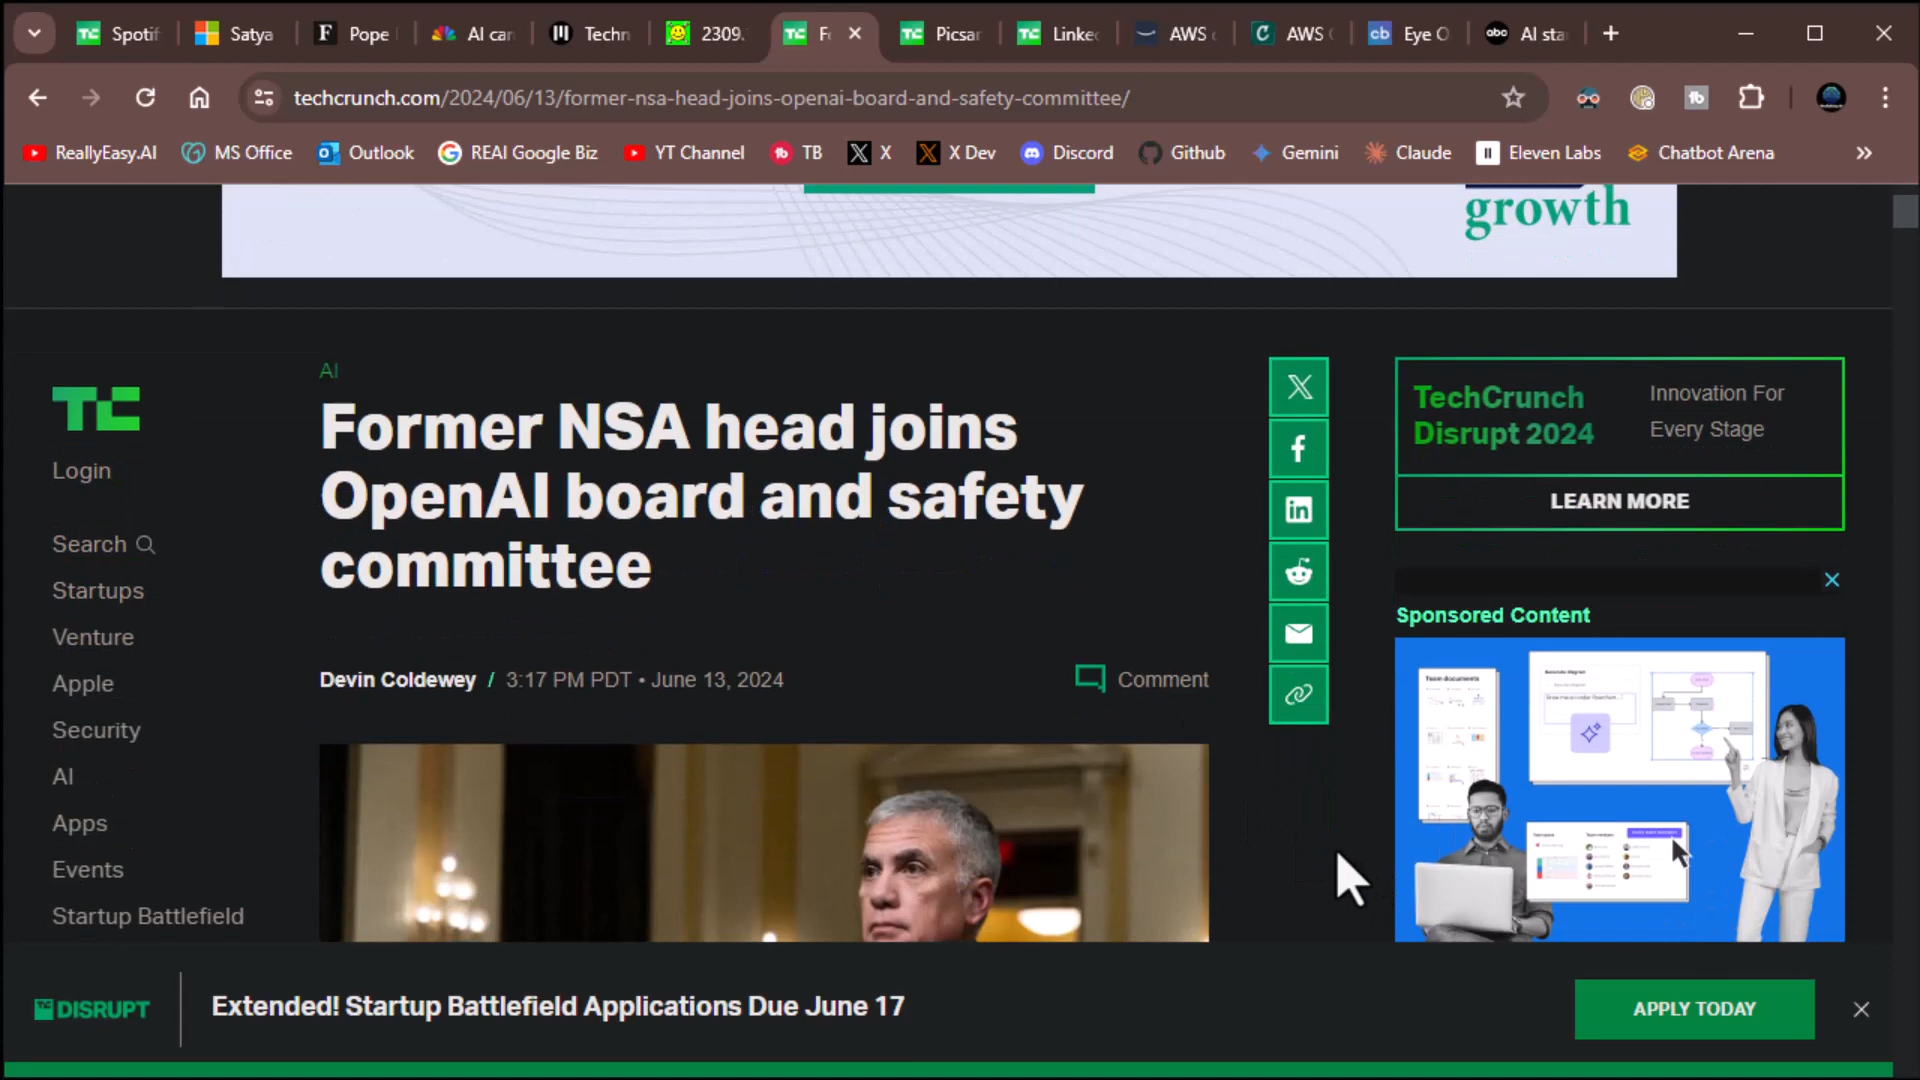 Spotif
Satya
Pope
AI car
Techn
2309.
Fo
Picsar
Linke
AWS
AWS
Eye O
AI sta
techcrunch.com/2024/06/13/former-nsa-head-joins-openai-board-and-safety-committee/
ReallyEasy.AI
MS Office
Outlook
REAI Google Biz
YT Channel
TB
X
X Dev
Discord
Github
Gemini
Claude
Eleven Labs
Chatbot Arena
growth
TC
Login
Search
Startups
Venture
Apple
Security
AI
Apps
Events
Startup Battlefield
AI
Former NSA head joins
OpenAI board and safety
committee
Devin Coldewey / 3:17 PM PDT • June 13, 2024
Comment
TechCrunch
Disrupt 2024
Innovation For
Every Stage
LEARN MORE
Sponsored Content
Team documents
DISRUPT
Extended! Startup Battlefield Applications Due June 17
APPLY TODAY